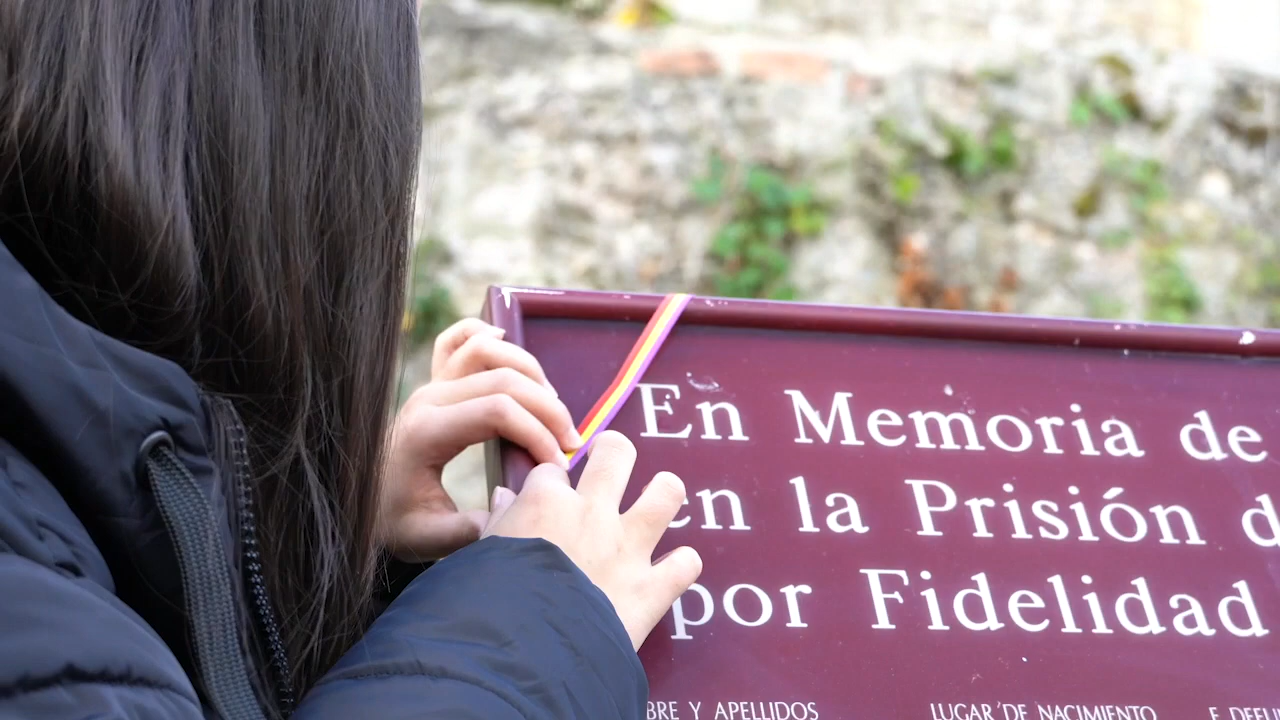 En Memoria de
en la Prisión d
por Fidelidad
BRE Y APELLIDOS LUGAR DE NACIMIENTO